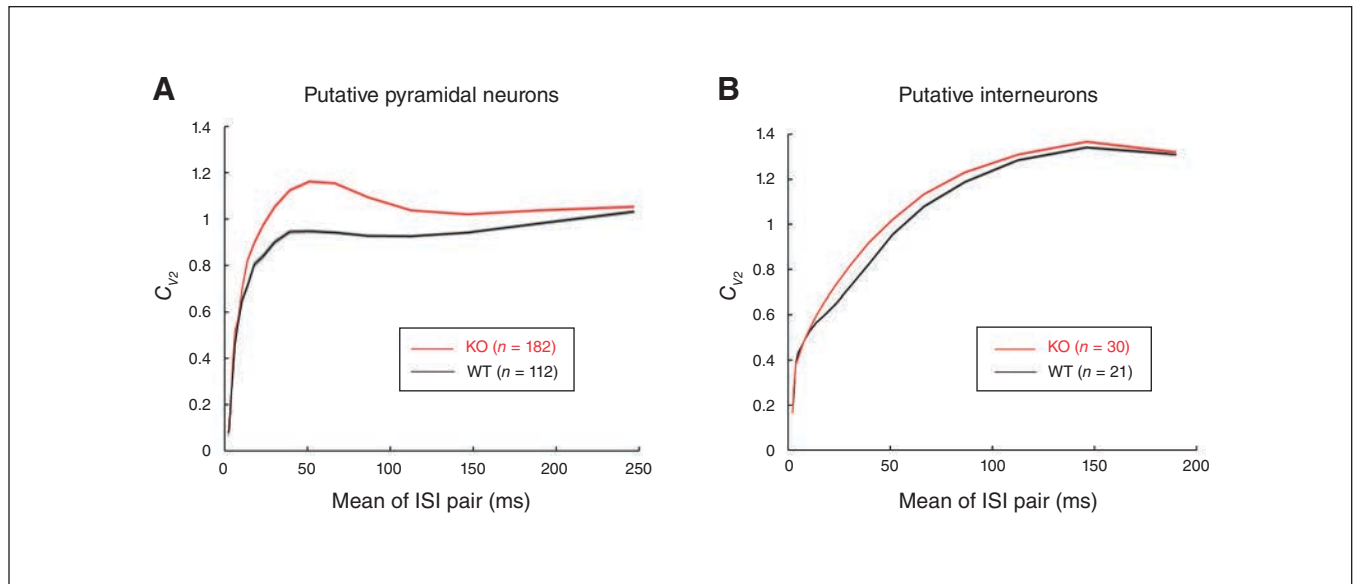 A
Putative pyramidal neurons
1.4
1.2
1
0.8
0.6
0.4
0.2
0
C_V2
KO (n = 182)
WT (n = 112)
0 50 100 150 200 250
Mean of ISI pair (ms)
B
Putative interneurons
1.4
1.2
1
0.8
0.6
0.4
0.2
0
C_V2
KO (n = 30)
WT (n = 21)
0 50 100 150 200
Mean of ISI pair (ms)